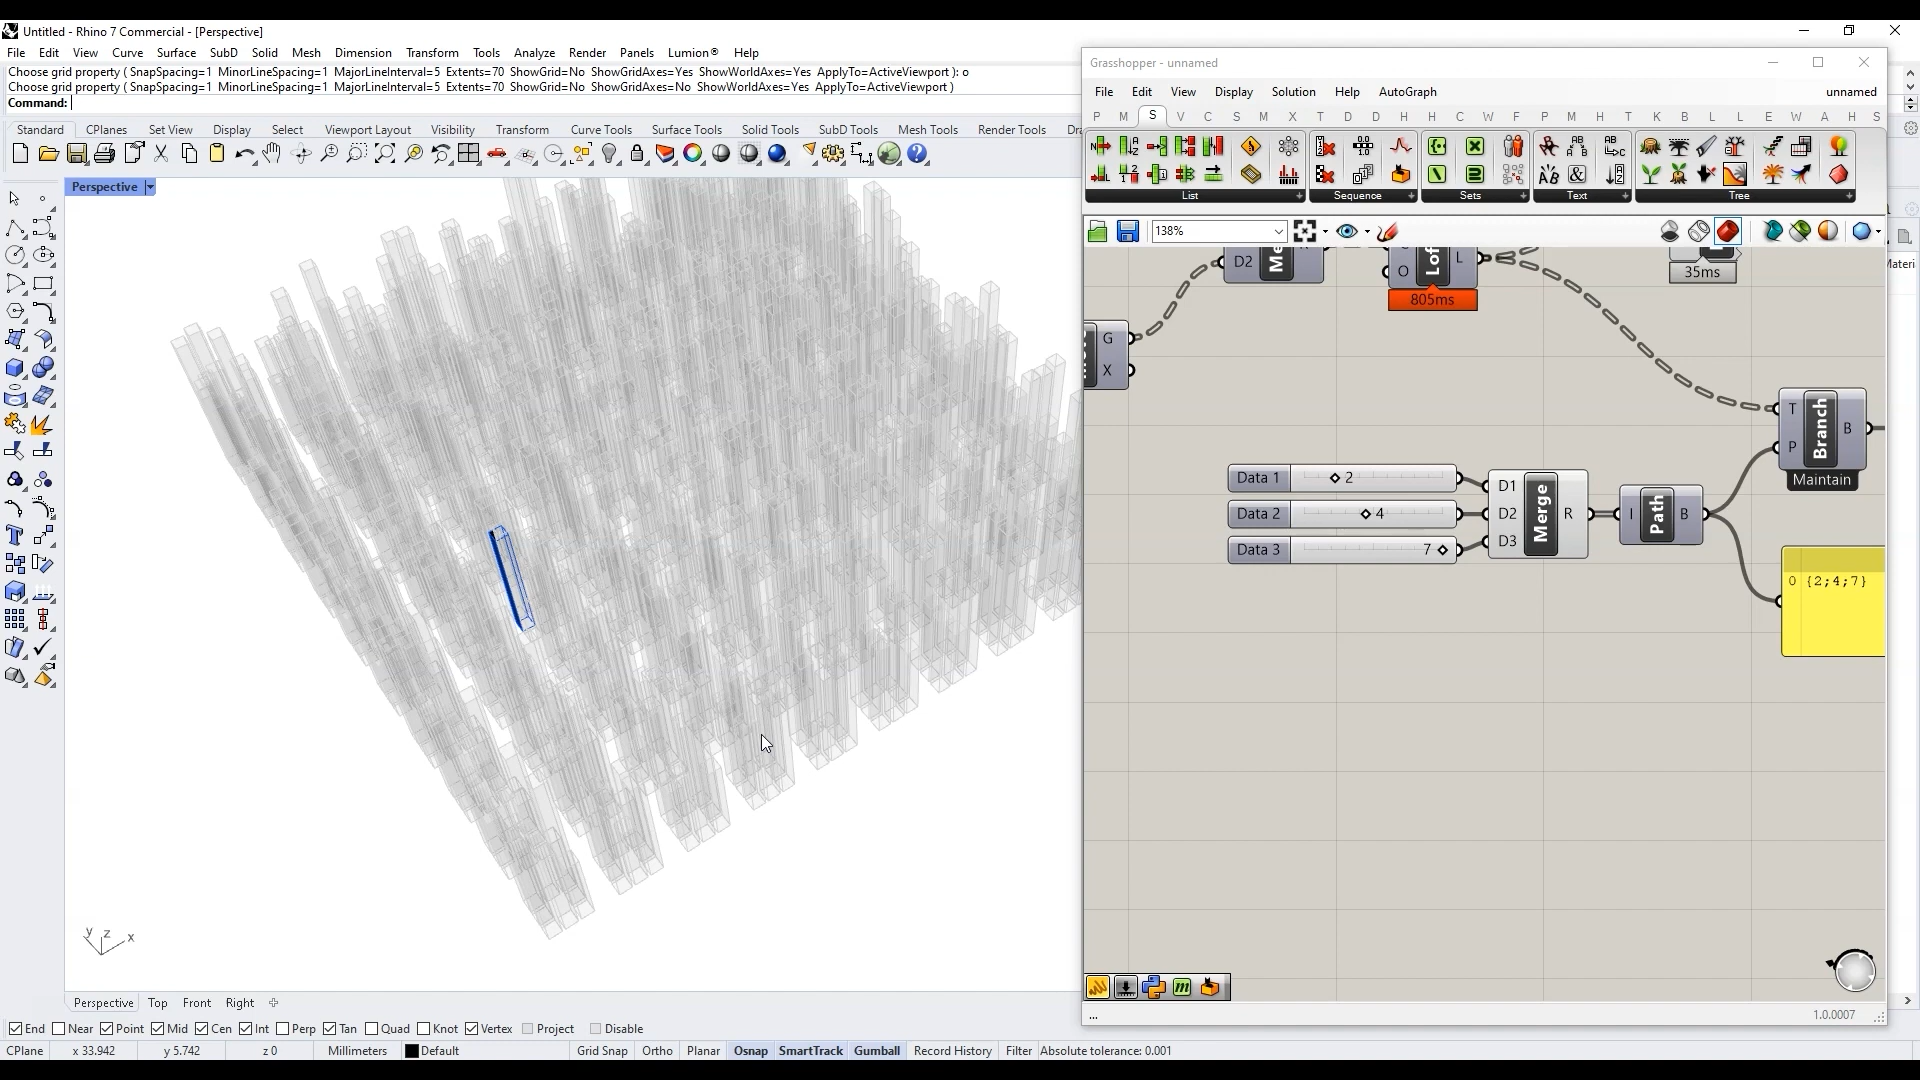 Untitled - Rhino 7 Commercial - [Perspective]
File Edit View Curve Surface SubD Solid Mesh Dimension Transform Tools Analyze Render Panels Lumion® Help
Choose grid property ( SnapSpacing=1 MinorLineSpacing=1 MajorLineInterval=5 Extents=70 ShowGrid=No ShowGridAxes=Yes ShowWorldAxes=Yes ApplyTo=ActiveViewport ): o
Choose grid property ( SnapSpacing=1 MinorLineSpacing=1 MajorLineInterval=5 Extents=70 ShowGrid=No ShowGridAxes=No ShowWorldAxes=Yes ApplyTo=ActiveViewport )
Command:
Standard CPlanes Set View Display Select Viewport Layout Visibility Transform Curve Tools Surface Tools Solid Tools SubD Tools Mesh Tools Render Tools Dra
Perspective
y z x
Perspective Top Front Right
End Near Point Mid Cen Int Perp Tan Quad Knot Vertex Project Disable
CPlane x 33.942 y 5.742 z 0 Millimeters Default Grid Snap Ortho Planar Osnap SmartTrack Gumball Record History Filter Absolute tolerance: 0.001
Grasshopper - unnamed
File Edit View Display Solution Help AutoGraph unnamed
P M S V C S M X T D D H H C W F P M H H T K B L L E W A H S
List Sequence Sets Text Tree
138%
D2 Me
O Lof L
805ms
35ms
G
X
T
P
Branch
B
Maintain
Data 1 2
Data 2 4
Data 3 7
D1
D2
D3
Merge
R
I Path B
0 {2;4;7}
... 1.0.0007
Materi